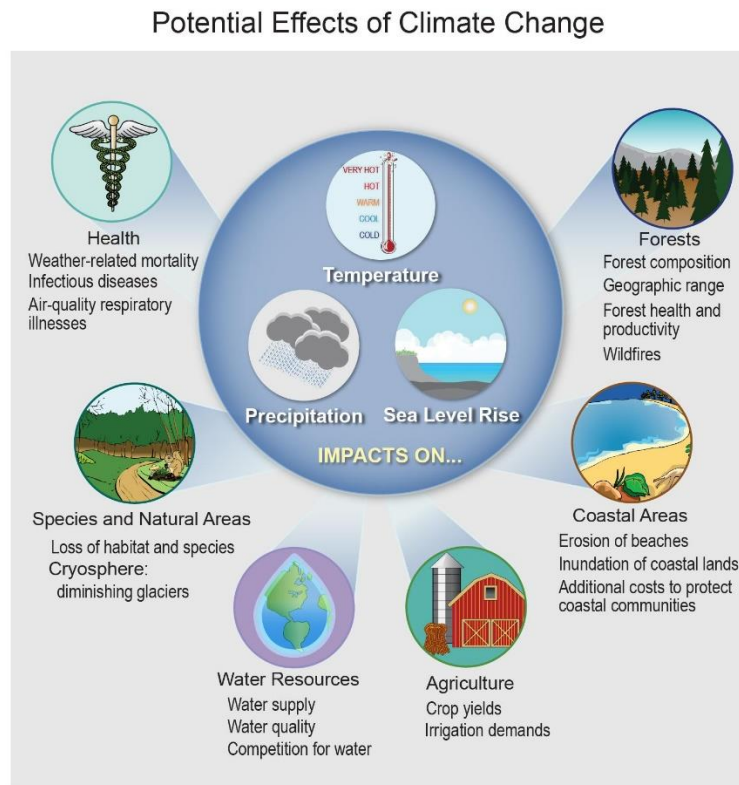 Potential Effects of Climate Change
VERY HOT
HOT
WARM
COOL
COLD
Temperature
Precipitation
Sea Level Rise
IMPACTS ON...
Health
Weather-related mortality
Infectious diseases
Air-quality respiratory
illnesses
Forests
Forest composition
Geographic range
Forest health and
productivity
Wildfires
Species and Natural Areas
Loss of habitat and species
Cryosphere:
diminishing glaciers
Coastal Areas
Erosion of beaches
Inundation of coastal lands
Additional costs to protect
coastal communities
Water Resources
Water supply
Water quality
Competition for water
Agriculture
Crop yields
Irrigation demands